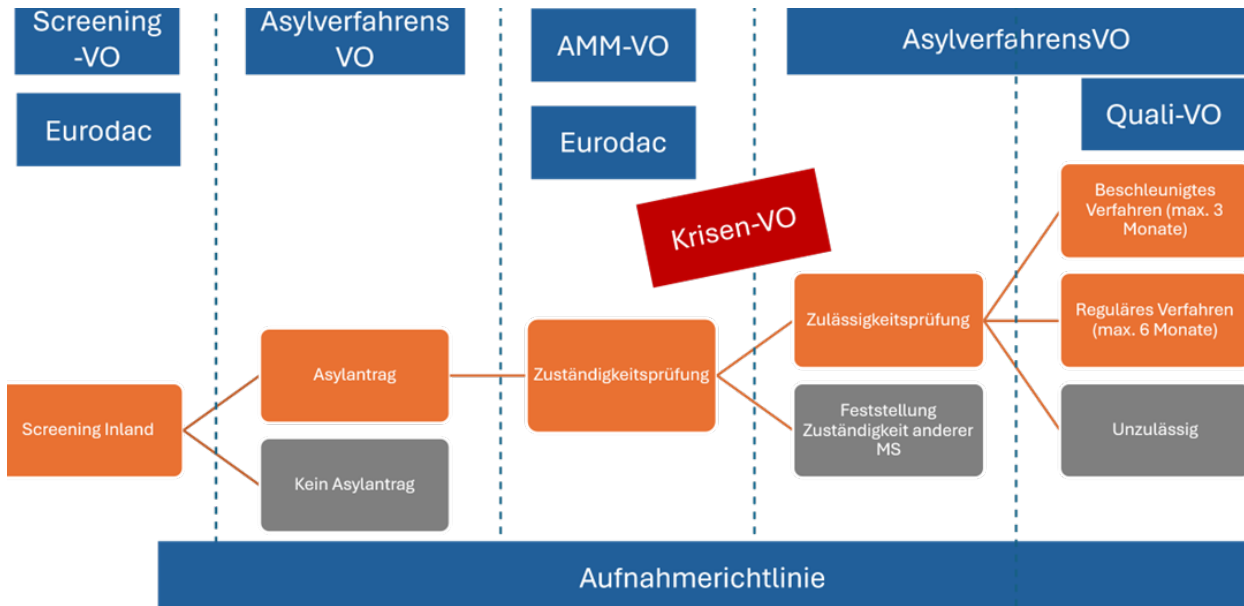 Screening
-VO
Eurodac
Asylverfahrens
VO
AMM-VO
Eurodac
AsylverfahrensVO
Quali-VO
Krisen-VO
Screening Inland
Asylantrag
Kein Asylantrag
Zuständigkeitsprüfung
Zulässigkeitsprüfung
Feststellung
Zuständigkeit anderer
MS
Beschleunigtes
Verfahren (max. 3
Monate)
Reguläres Verfahren
(max. 6 Monate)
Unzulässig
Aufnahmerichtlinie